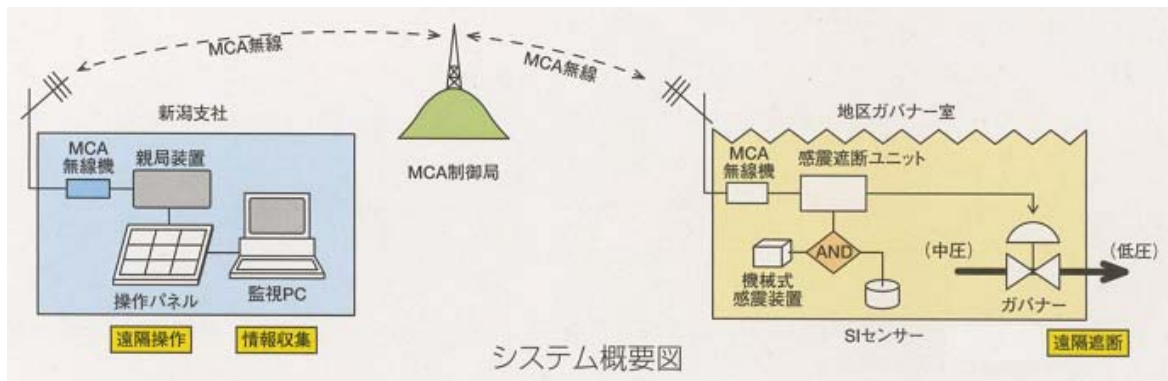 MCA無線
MCA無線
新潟支社
MCA
無線機
親局装置
操作パネル
監視PC
遠隔操作
情報収集
MCA制御局
地区ガバナー室
MCA
無線機
感震遮断ユニット
AND
機械式
感震装置
SIセンサー
(中圧)
(低圧)
ガバナー
遠隔遮断
システム概要図